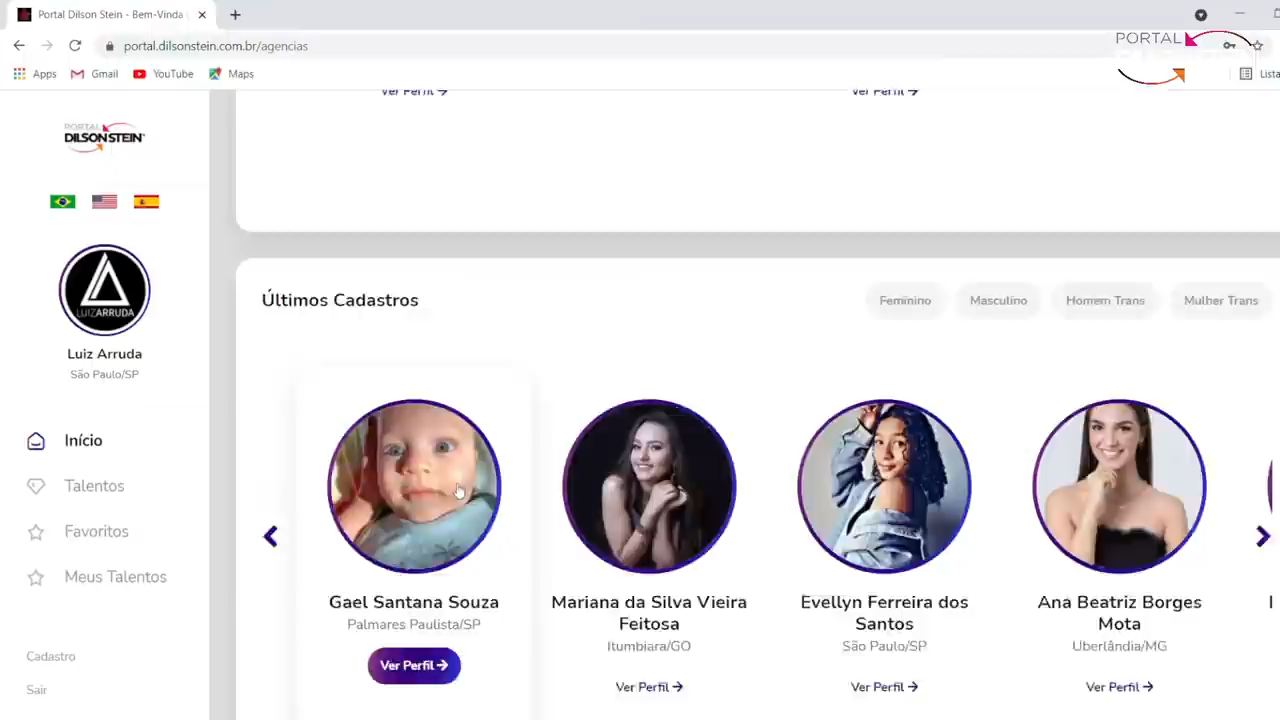 Portal Dilson Stein - Bem-Vinda
portal.dilsonstein.com.br/agencias
PORTAL
Apps
Gmail
YouTube
Maps
Lista
Ver Perfil
Ver Perfil
PORTAL
DILSON STEIN
LUIZARRUDA
Luiz Arruda
São Paulo/SP
Início
Talentos
Favoritos
Meus Talentos
Cadastro
Sair
Últimos Cadastros
Feminino
Masculino
Homem Trans
Mulher Trans
Gael Santana Souza
Palmares Paulista/SP
Ver Perfil
Mariana da Silva Vieira
Feitosa
Itumbiara/GO
Ver Perfil
Evellyn Ferreira dos
Santos
São Paulo/SP
Ver Perfil
Ana Beatriz Borges
Mota
Uberlândia/MG
Ver Perfil